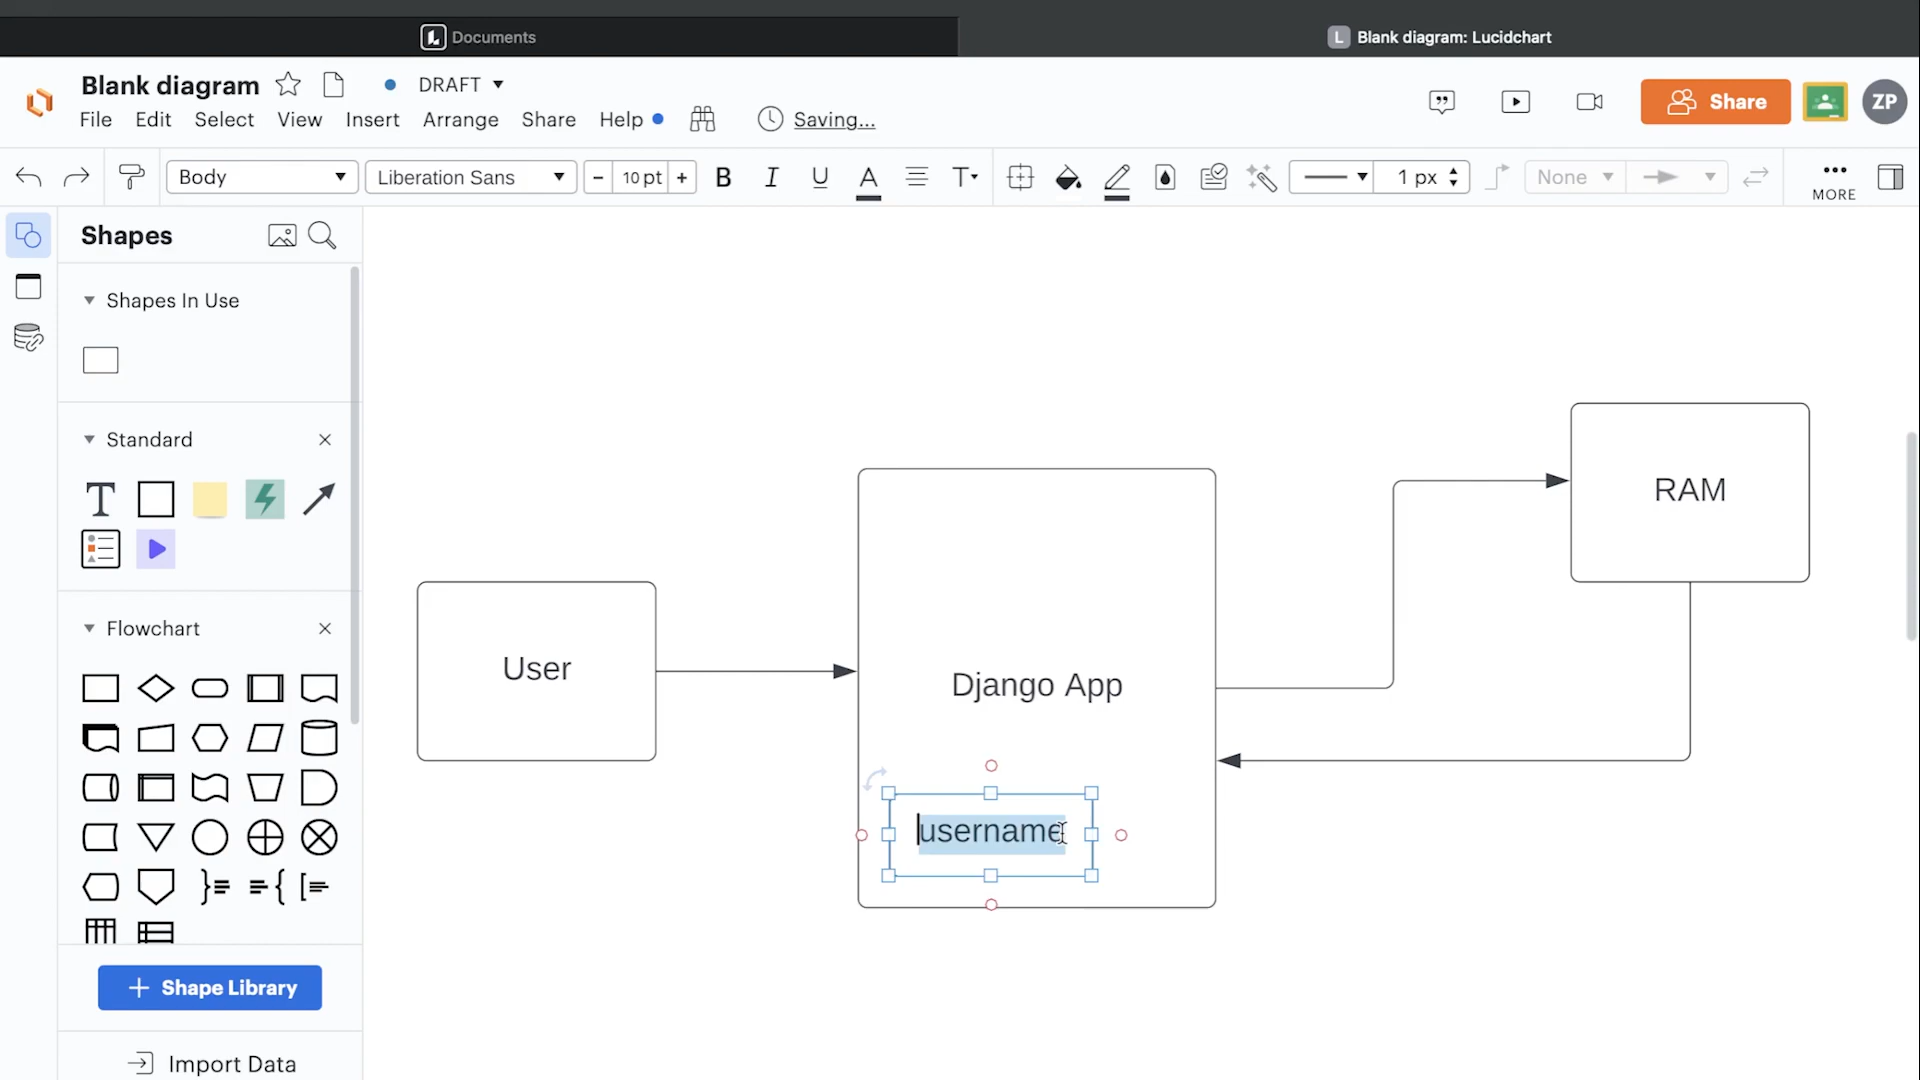 Documents
L Blank diagram: Lucidchart
Blank diagram
DRAFT
File Edit Select View Insert Arrange Share Help
Saving...
Share
ZP
Body
Liberation Sans
- 10 pt +
B I U A T
1 px
None
MORE
Shapes
Shapes In Use
Standard
T
Flowchart
+ Shape Library
Import Data
RAM
User
Django App
username